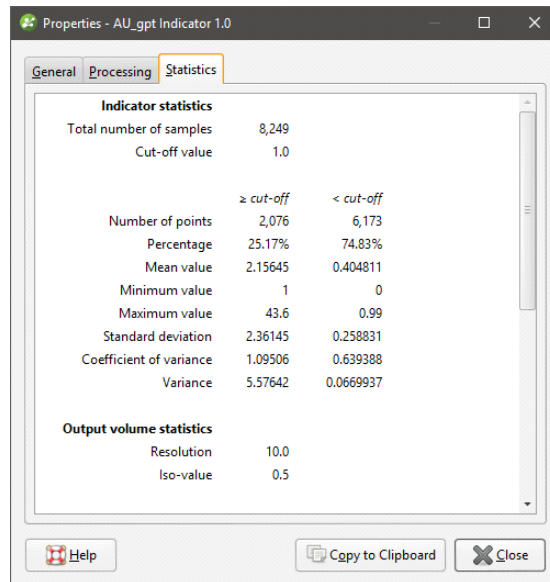 Properties - AU_gpt Indicator 1.0
General Processing Statistics
Indicator statistics
Total number of samples 8,249
Cut-off value 1.0
≥ cut-off < cut-off
Number of points 2,076 6,173
Percentage 25.17% 74.83%
Mean value 2.15645 0.404811
Minimum value 1 0
Maximum value 43.6 0.99
Standard deviation 2.36145 0.258831
Coefficient of variance 1.09506 0.639388
Variance 5.57642 0.0669937
Output volume statistics
Resolution 10.0
Iso-value 0.5
Help Copy to Clipboard Close